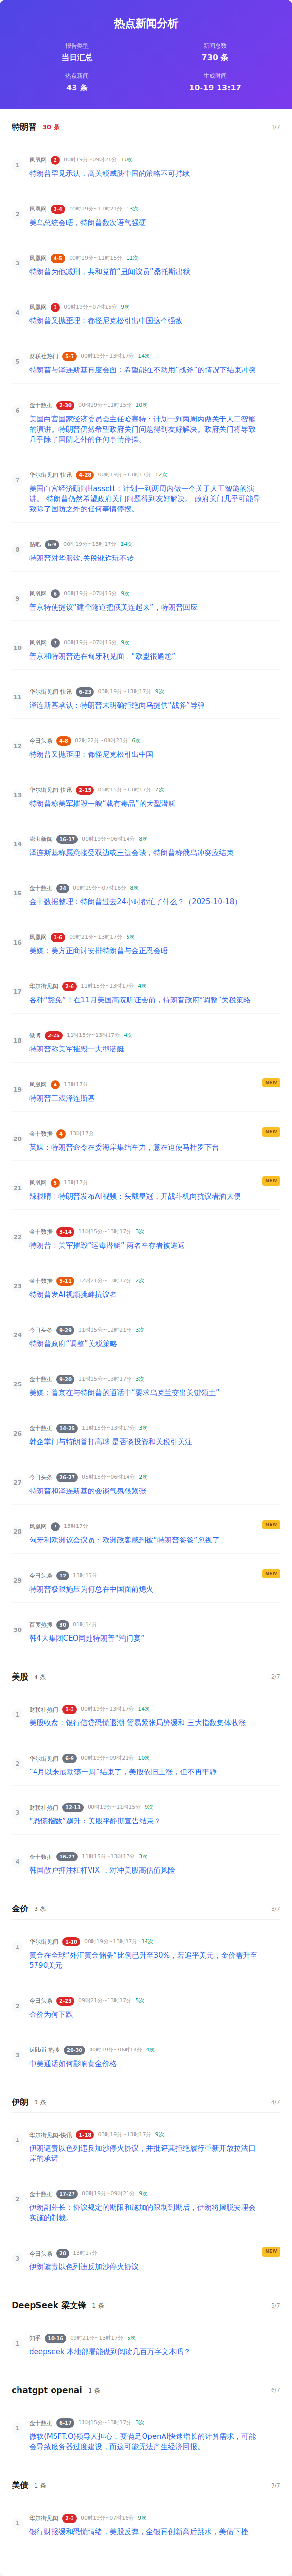 热点新闻分析
报告类型
当日汇总
新闻总数
730 条
热点新闻
43 条
生成时间
10-19 13:17
特朗普 30 条 1/7
1
凤凰网 2 00时19分~09时21分 10次
特朗普罕见承认，高关税威胁中国的策略不可持续
2
凤凰网 3-4 00时19分~12时21分 13次
美乌总统会晤，特朗普数次语气强硬
3
凤凰网 4-5 00时19分~11时15分 11次
特朗普为他减刑，共和党前“丑闻议员”桑托斯出狱
4
凤凰网 1 00时19分~07时16分 9次
特朗普又抛歪理：都怪尼克松引出中国这个强敌
5
财联社热门 5-7 00时19分~13时17分 14次
特朗普与泽连斯基再度会面：希望能在不动用“战斧”的情况下结束冲突
6
金十数据 2-30 00时19分~11时15分 10次
美国白宫国家经济委员会主任哈塞特：计划一到两周内做关于人工智能
的演讲。特朗普仍然希望政府关门问题得到友好解决。政府关门将导致
几乎除了国防之外的任何事情停摆。
7
华尔街见闻-快讯 4-28 00时19分~13时17分 12次
美国白宫经济顾问Hassett：计划一到两周内做一个关于人工智能的演
讲。 特朗普仍然希望政府关门问题得到友好解决。 政府关门几乎可能导
致除了国防之外的任何事情停摆。
8
贴吧 6-9 00时19分~13时17分 14次
特朗普对华服软,关税讹诈玩不转
9
凤凰网 6 00时19分~07时16分 9次
普京特使提议“建个隧道把俄美连起来”，特朗普回应
10
凤凰网 7 00时19分~07时16分 9次
普京和特朗普选在匈牙利见面，“欧盟很尴尬”
11
华尔街见闻-快讯 6-23 03时19分~13时17分 9次
泽连斯基承认：特朗普未明确拒绝向乌提供“战斧”导弹
12
今日头条 4-8 02时22分~09时21分 6次
特朗普又抛歪理：都怪尼克松引出中国
13
华尔街见闻-快讯 2-15 05时15分~13时17分 7次
特朗普称美军摧毁一艘“载有毒品”的大型潜艇
14
澎湃新闻 16-17 00时19分~06时14分 8次
泽连斯基称愿意接受双边或三边会谈，特朗普称俄乌冲突应结束
15
金十数据 24 00时19分~07时16分 8次
金十数据整理：特朗普过去24小时都忙了什么？（2025-10-18）
16
凤凰网 1-6 09时21分~13时17分 5次
美媒：美方正商讨安排特朗普与金正恩会晤
17
华尔街见闻 2-6 11时15分~13时17分 4次
各种“豁免”！在11月美国高院听证会前，特朗普政府“调整”关税策略
18
微博 2-25 11时15分~13时17分 4次
特朗普称美军摧毁一大型潜艇
19
凤凰网 4 13时17分 NEW
特朗普三戏泽连斯基
20
金十数据 4 13时17分 NEW
英媒：特朗普命令在委海岸集结军力，意在迫使马杜罗下台
21
凤凰网 5 13时17分 NEW
辣眼睛！特朗普发布AI视频：头戴皇冠，开战斗机向抗议者洒大便
22
金十数据 3-14 11时15分~13时17分 3次
特朗普：美军摧毁“运毒潜艇” 两名幸存者被遣返
23
金十数据 5-11 12时21分~13时17分 2次
特朗普发AI视频挑衅抗议者
24
今日头条 9-29 11时15分~12时21分 3次
特朗普政府“调整”关税策略
25
金十数据 9-20 11时15分~13时17分 3次
美媒：普京在与特朗普的通话中“要求乌克兰交出关键领土”
26
金十数据 14-25 11时15分~13时17分 3次
韩企掌门与特朗普打高球 是否谈投资和关税引关注
27
今日头条 26-27 05时15分~06时14分 2次
特朗普和泽连斯基的会谈气氛很紧张
28
凤凰网 7 13时17分 NEW
匈牙利欧洲议会议员：欧洲政客感到被“特朗普爸爸”忽视了
29
今日头条 12 13时17分 NEW
特朗普极限施压为何总在中国面前熄火
30
百度热搜 30 01时14分
韩4大集团CEO同赴特朗普“鸿门宴”
美股 4 条 2/7
1
财联社热门 1-3 00时19分~13时17分 14次
美股收盘：银行信贷恐慌退潮 贸易紧张局势缓和 三大指数集体收涨
2
华尔街见闻 6-9 00时19分~09时21分 10次
“4月以来最动荡一周”结束了，美股依旧上涨，但不再平静
3
财联社热门 12-13 00时19分~11时15分 9次
“恐慌指数”飙升：美股平静期宣告结束？
4
金十数据 16-27 11时15分~13时17分 3次
韩国散户押注杠杆VIX ，对冲美股高估值风险
金价 3 条 3/7
1
华尔街见闻 1-10 00时19分~13时17分 14次
黄金在全球“外汇黄金储备”比例已升至30%，若追平美元，金价需升至
5790美元
2
今日头条 2-23 09时21分~13时17分 5次
金价为何下跌
3
bilibili 热搜 20-30 00时19分~06时14分 4次
中美通话如何影响黄金价格
伊朗 3 条 4/7
1
华尔街见闻-快讯 1-18 03时19分~13时17分 9次
伊朗谴责以色列违反加沙停火协议，并批评其拒绝履行重新开放拉法口
岸的承诺
2
金十数据 17-27 00时19分~09时21分 9次
伊朗副外长：协议规定的期限和施加的限制到期后，伊朗将摆脱安理会
实施的制裁。
3
今日头条 20 13时17分 NEW
伊朗谴责以色列违反加沙停火协议
DeepSeek 梁文锋 1 条 5/7
1
知乎 10-16 09时21分~13时17分 5次
deepseek 本地部署能做到阅读几百万字文本吗？
chatgpt openai 1 条 6/7
1
金十数据 6-17 11时15分~13时17分 3次
微软(MSFT.O)领导人担心，要满足OpenAI快速增长的计算需求，可能
会导致服务器过度建设，而这可能无法产生经济回报。
美债 1 条 7/7
1
华尔街见闻 2-3 00时19分~07时16分 9次
银行财报缓和恐慌情绪，美股反弹，金银再创新高后跳水，美债下挫